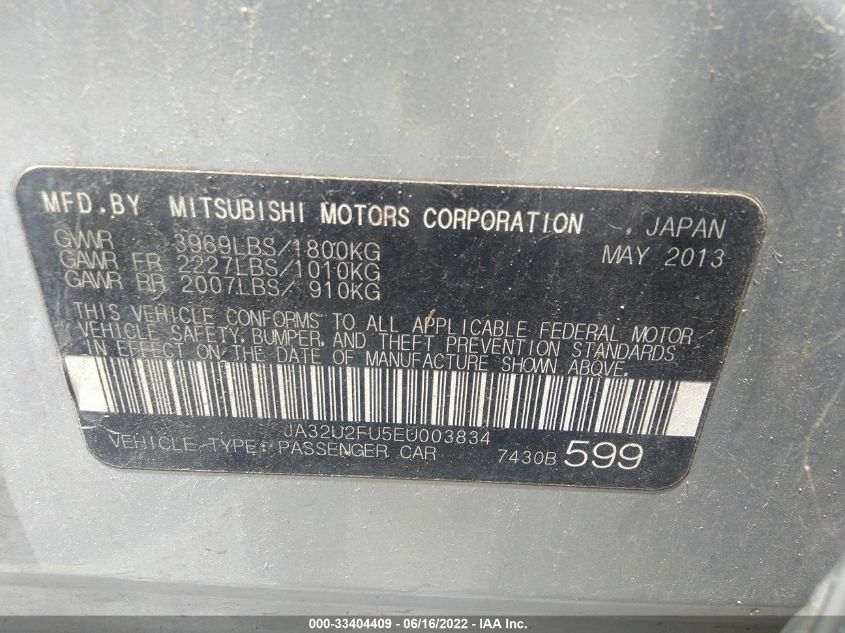 MFD.BY MITSUBISHI MOTORS CORPORATION JAPAN
GVWR 3969LBS/1800KG MAY 2013
GAWR FR 2227LBS/1010KG
GAWR RR 2007LBS/ 910KG
THIS VEHICLE CONFORMS TO ALL APPLICABLE FEDERAL MOTOR
VEHICLE SAFETY, BUMPER, AND THEFT PREVENTION STANDARDS
IN EFFECT ON THE DATE OF MANUFACTURE SHOWN ABOVE.
JA32U2FU5EU003834
VEHICLE TYPE: PASSENGER CAR 7430B 599
000-33404409 - 06/16/2022 - IAA Inc.